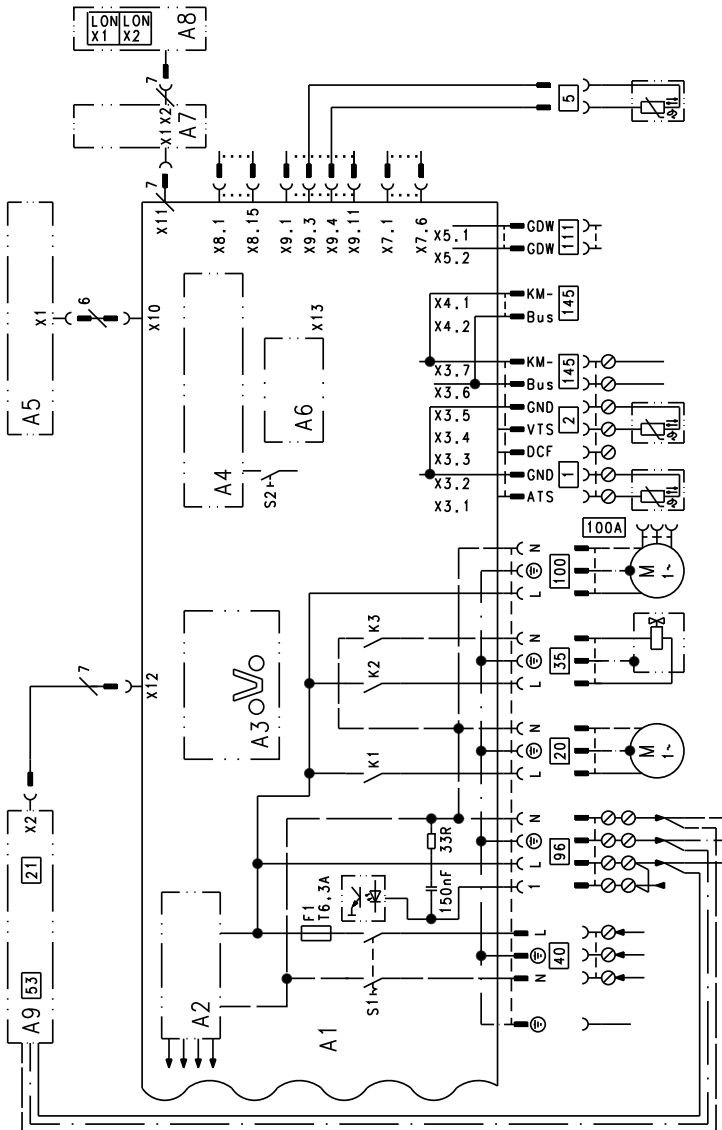 LON LON
X1 X2
A8
7
X1 X2
A7
7
X11
A5
X1
6
X10
X8.1
X8.15
X9.1
X9.3
X9.4
X9.11
X7.1
X7.6
5
X5.1
GDW
X5.2
GDW
111
X4.1
KM-
X4.2
Bus
145
X3.7
KM-
X3.6
Bus
145
X3.5
GND
X3.4
VTS
2
X3.3
DCF
X3.2
GND
X3.1
ATS
1
X13
A6
A4
S2
100A
N
L
100
M
1~
K3
K2
N
L
35
A3
K1
N
L
20
M
1~
X12
7
A9
53
21
X2
N
L
1
96
33R
150nF
F1
T6,3A
L
N
40
S1
A2
A1